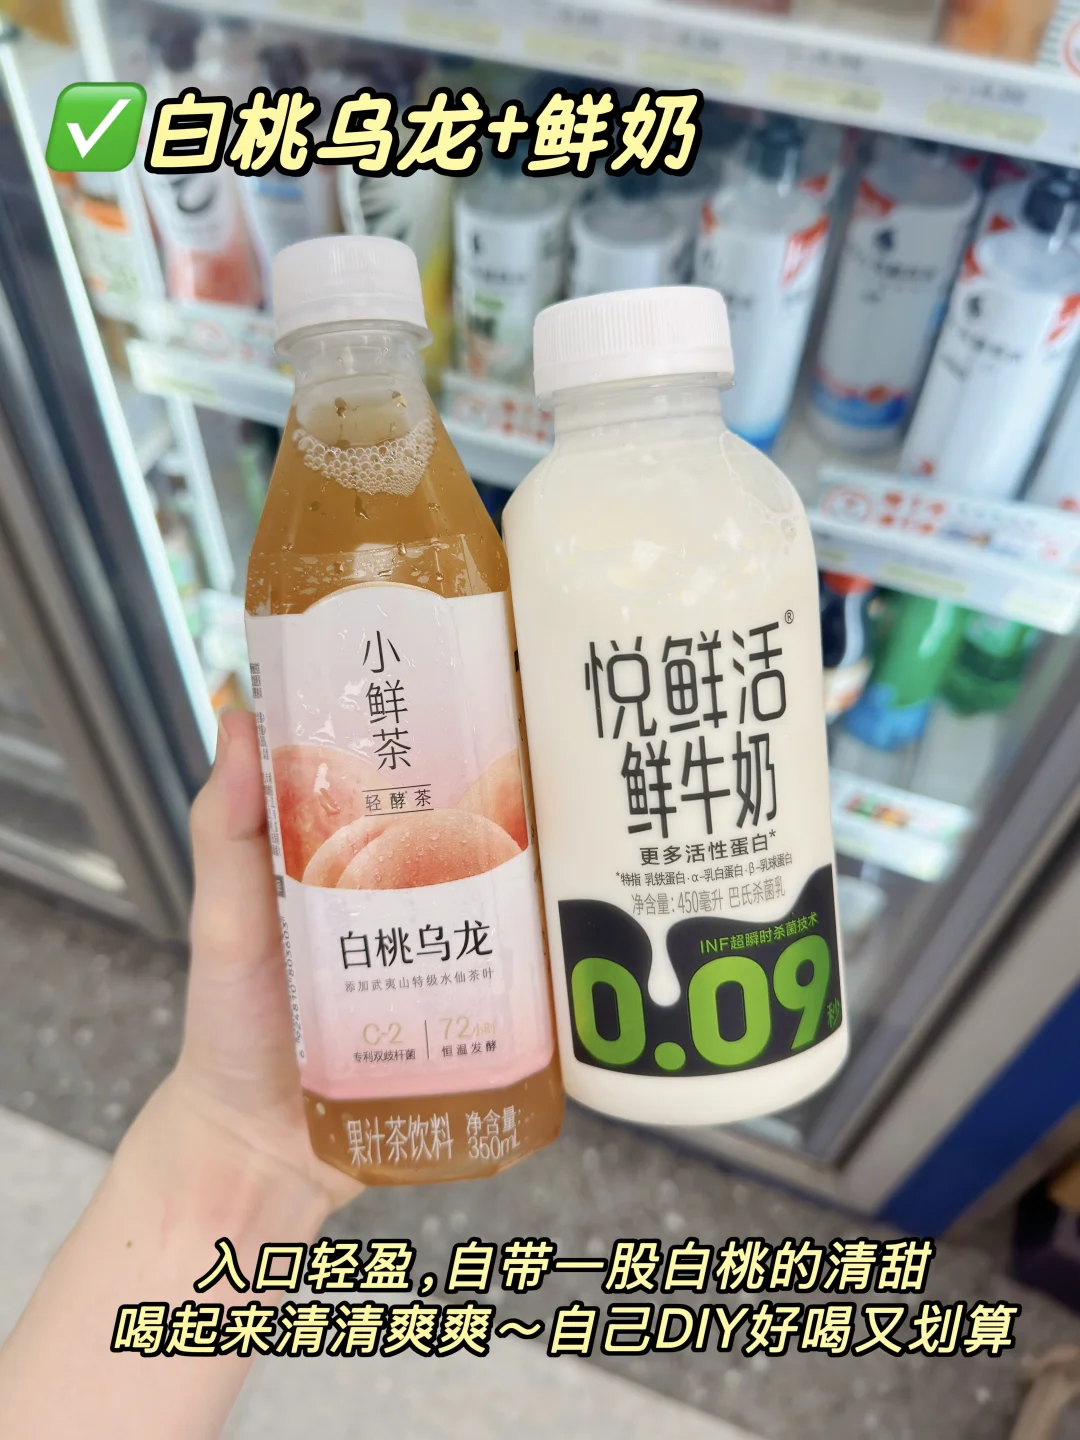 ✅白桃乌龙+鲜奶
小鲜茶
轻酵茶
白桃乌龙
添加武夷山特级水仙茶叶
C-2
专利双歧杆菌
72小时
恒温发酵
果汁茶饮料
净含量:
350mL
悦鲜活®
鲜牛奶
更多活性蛋白*
*特指 乳铁蛋白·α-乳白蛋白·β-乳球蛋白
净含量:450毫升 巴氏杀菌乳
INF超瞬时杀菌技术
0.09秒
入口轻盈,自带一股白桃的清甜
喝起来清清爽爽~自己DIY好喝又划算